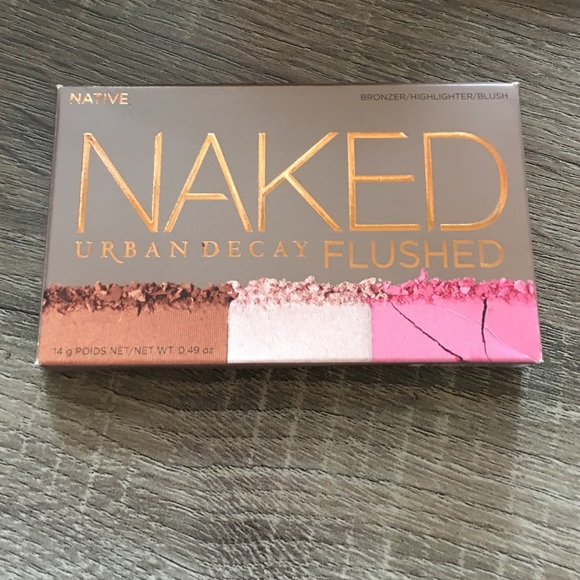 NATIVE
BRONZER/HIGHLIGHTER/BLUSH
NAKED
URBAN DECAY FLUSHED
14 g POIDS NET/NET WT. 0.49 oz